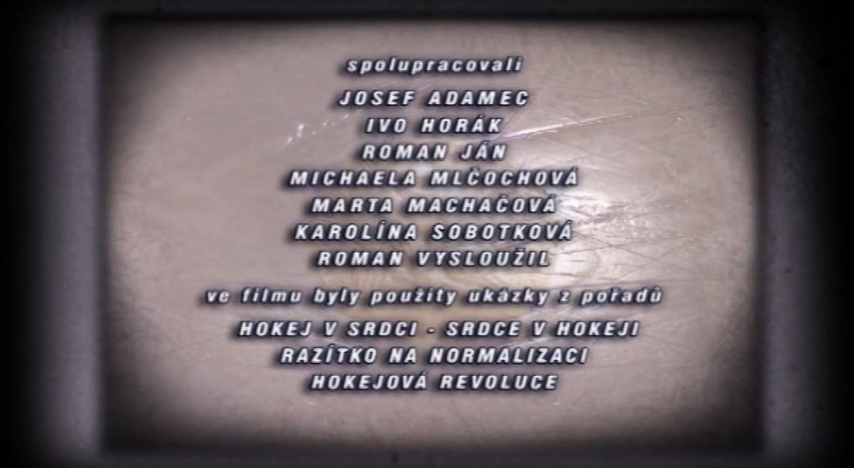 spolupracovali
JOSEF ADAMEC
IVO HORÁK
ROMAN JÁN
MICHAELA MLČOCHOVÁ
MARTA MACHAČOVÁ
KAROLÍNA SOBOTKOVÁ
ROMAN VYSLOUŽIL
ve filmu byly použity ukázky z pořadů
HOKEJ V SRDCI - SRDCE V HOKEJI
RAZÍTKO NA NORMALIZACI
HOKEJOVÁ REVOLUCE